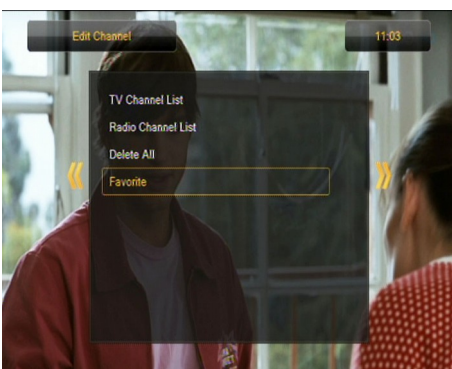 Edit Channel
11:03
TV Channel List
Radio Channel List
Delete All
Favorite